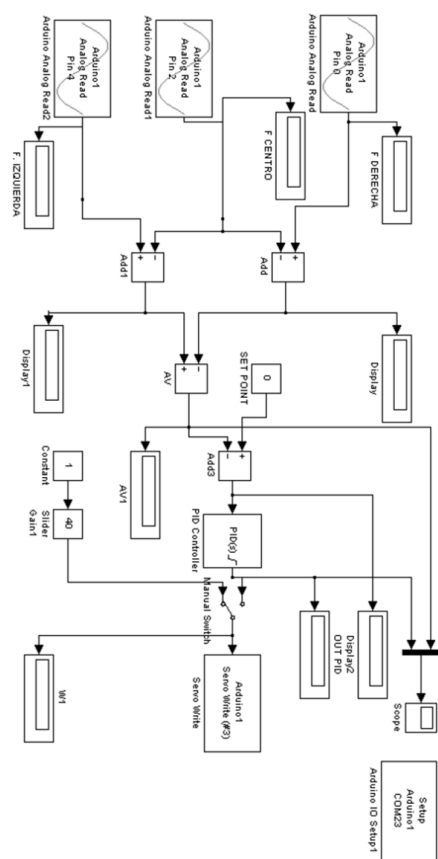 Setup
Arduino1
COM23
Arduino IO Setup1
Scope
Display2
OUT PID
Display
F DERECHA
Arduino1
Analog Read
Pin 0
Arduino Analog Read
F CENTRO
+
−
Add
0
SET POINT
+
−
Add3
PID(s)
PID Controller
Manual Switch
Arduino1
Servo Write (#3)
Servo Write
Arduino1
Analog Read
Pin 2
Arduino Analog Read1
−
+
AV
AV1
−
+
Add1
Arduino1
Analog Read
Pin 4
Arduino Analog Read2
F. IZQUIERDA
Display1
1
Constant
40
Slider
Gain1
W1